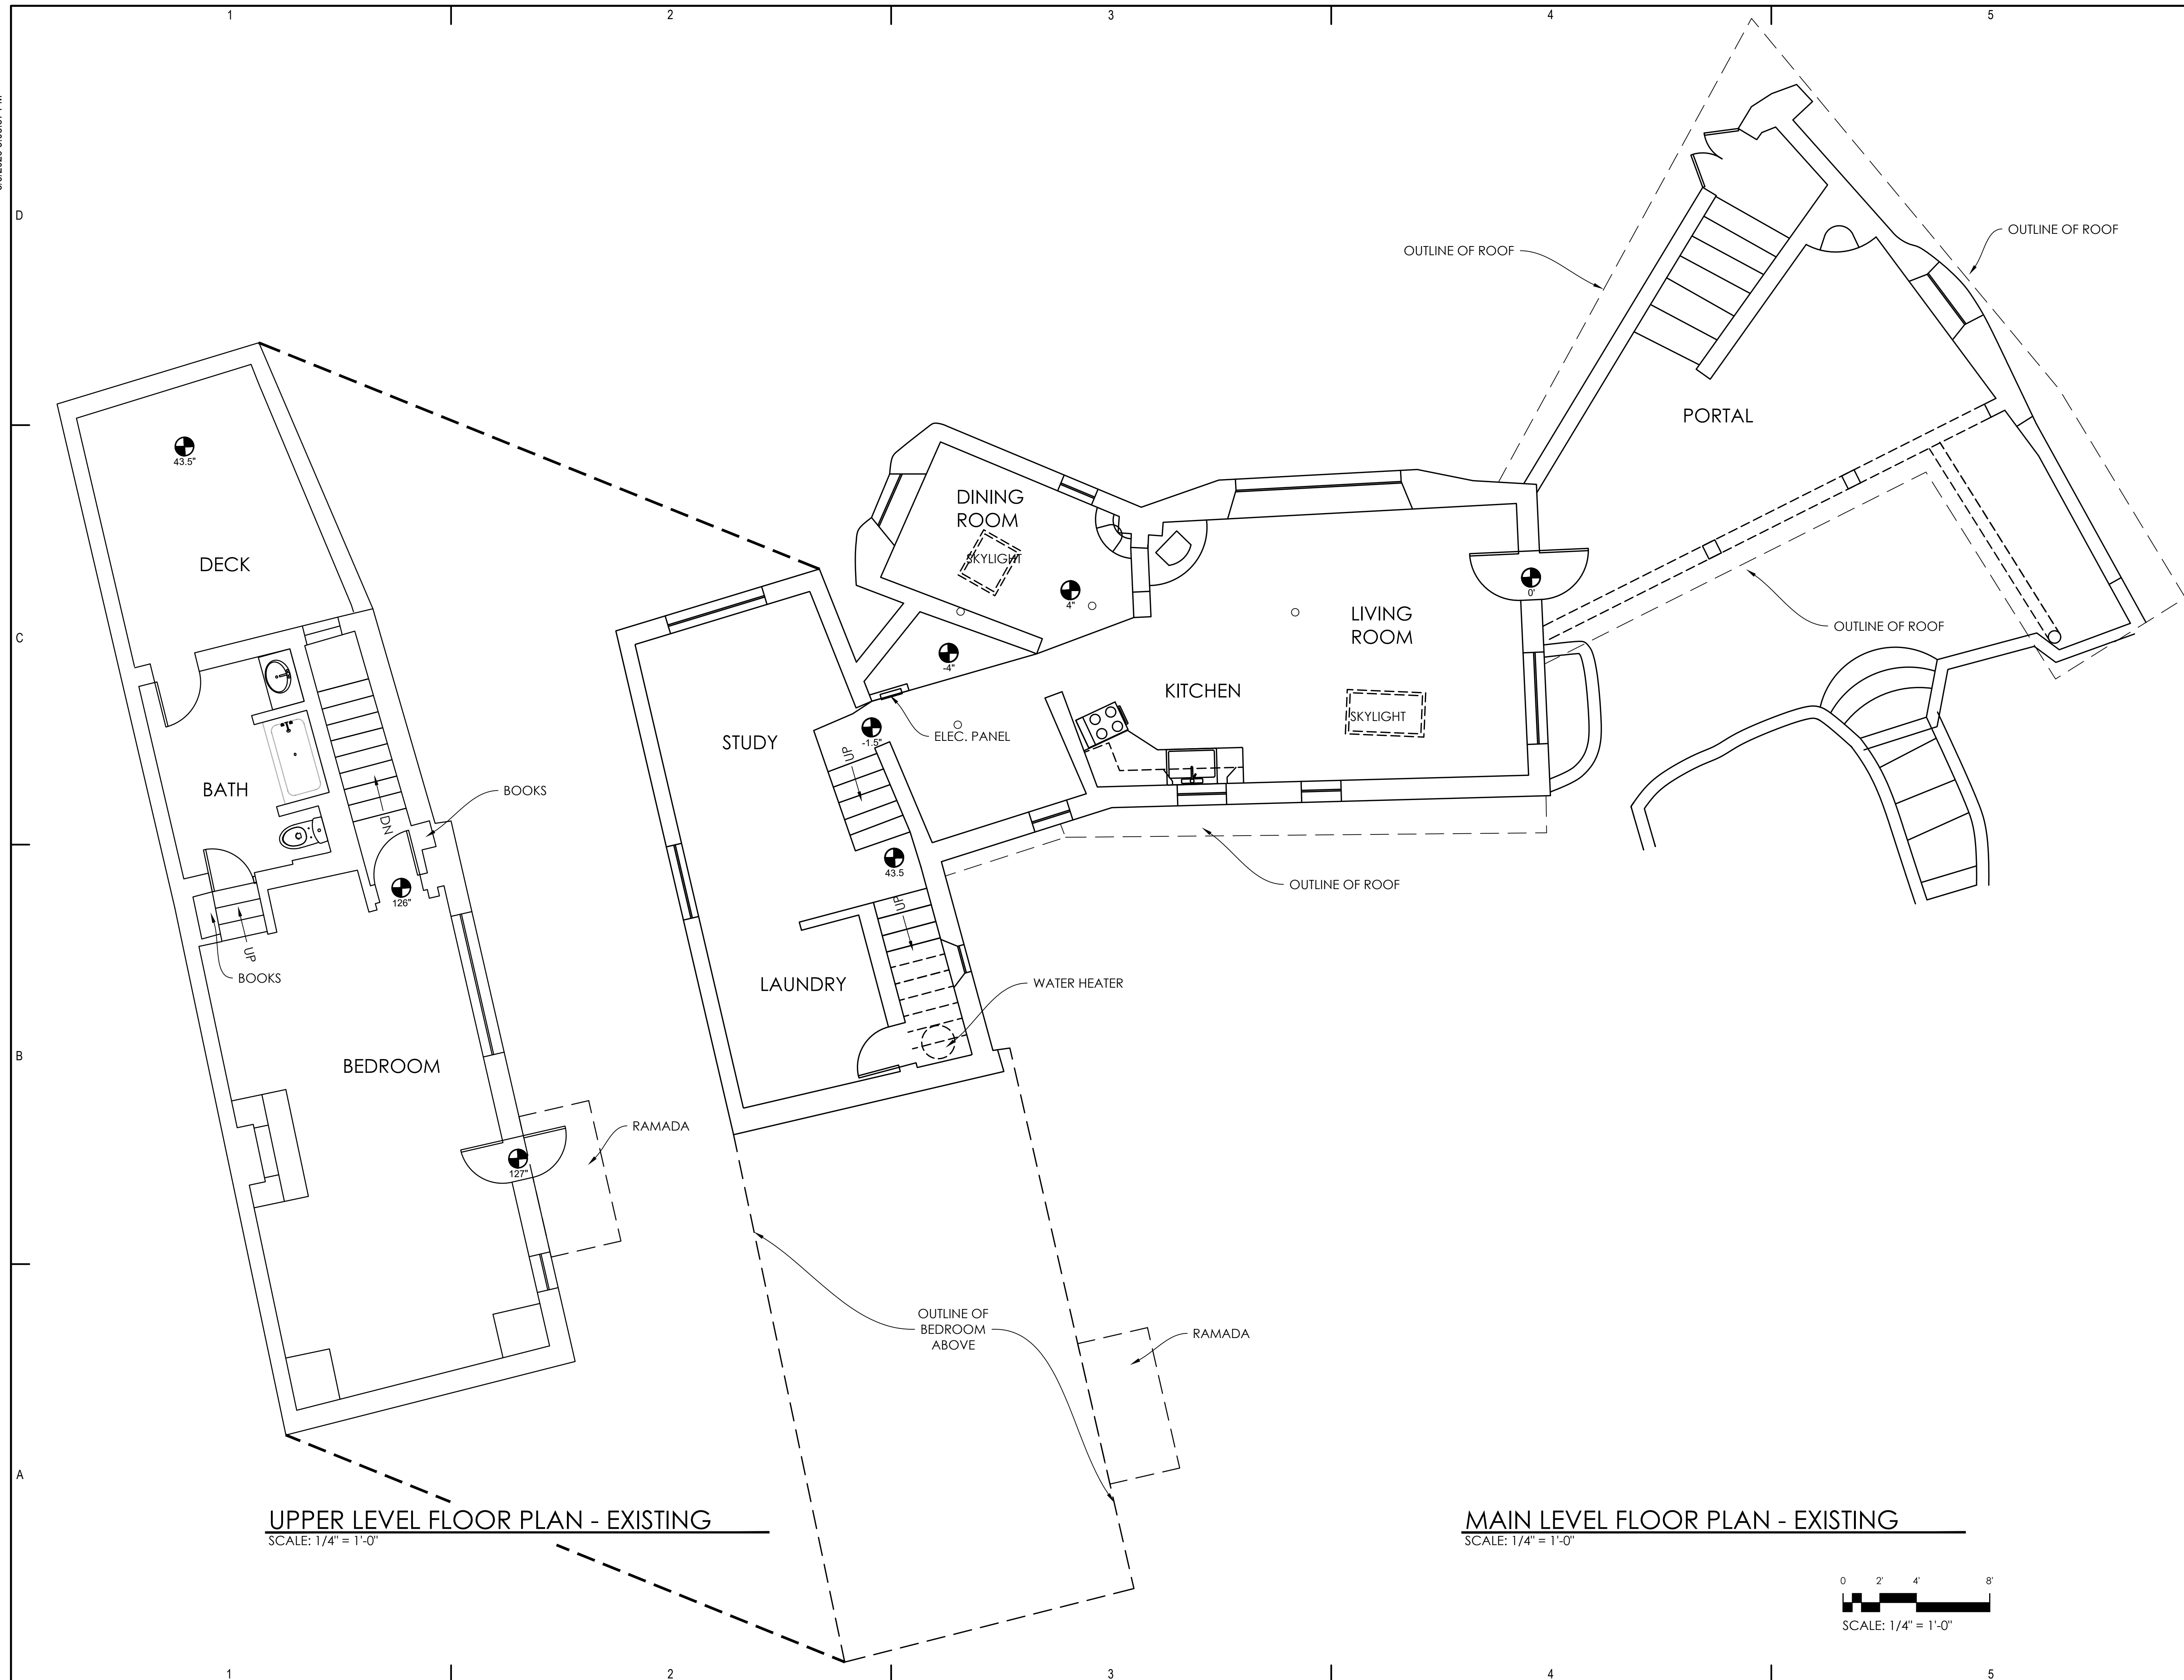 1 2 3 4 5
D
OUTLINE OF ROOF
OUTLINE OF ROOF
PORTAL
43.5"
DECK
DINING
ROOM
SKYLIGHT
4"
0'
LIVING
ROOM
OUTLINE OF ROOF
C
-4"
KITCHEN
SKYLIGHT
STUDY
-1.5"
ELEC. PANEL
UP
BATH
BOOKS
DN
43.5
OUTLINE OF ROOF
126"
UP
UP
BOOKS
LAUNDRY
WATER HEATER
B
BEDROOM
RAMADA
127"
OUTLINE OF
BEDROOM
ABOVE
RAMADA
A
UPPER LEVEL FLOOR PLAN - EXISTING
SCALE: 1/4" = 1'-0"
MAIN LEVEL FLOOR PLAN - EXISTING
SCALE: 1/4" = 1'-0"
0 2' 4' 8'
SCALE: 1/4" = 1'-0"
1 2 3 4 5